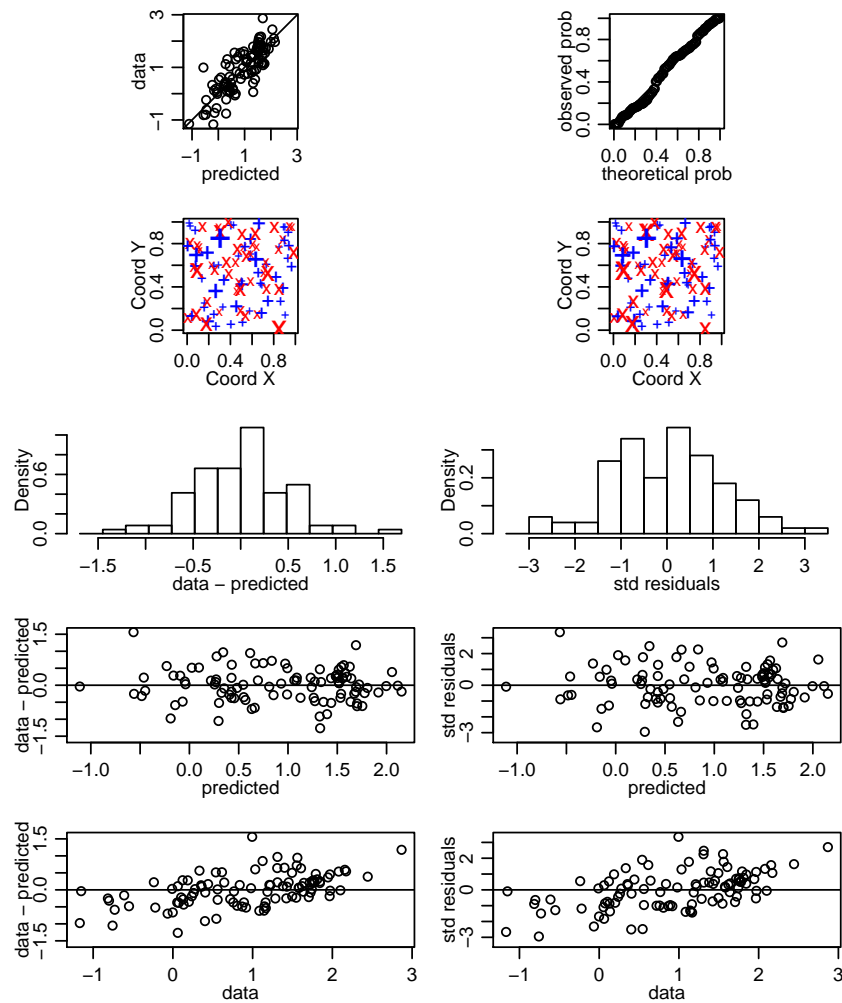 3
1
−1
data
−1 1 3
predicted
0.8
0.4
0.0
observed prob
0.0 0.4 0.8
theoretical prob
0.8
0.4
0.0
Coord Y
0.0 0.4 0.8
Coord X
0.8
0.4
0.0
Coord Y
0.0 0.4 0.8
Coord X
0.6
0.0
Density
−1.5 −0.5 0.5 1.0 1.5
data − predicted
0.2
0.0
Density
−3 −2 −1 0 1 2 3
std residuals
1.5
0.0
−1.5
data − predicted
−1.0 0.0 0.5 1.0 1.5 2.0
predicted
2
0
−3
std residuals
−1.0 0.0 0.5 1.0 1.5 2.0
predicted
1.5
0.0
−1.5
data − predicted
−1 0 1 2 3
data
2
0
−3
std residuals
−1 0 1 2 3
data